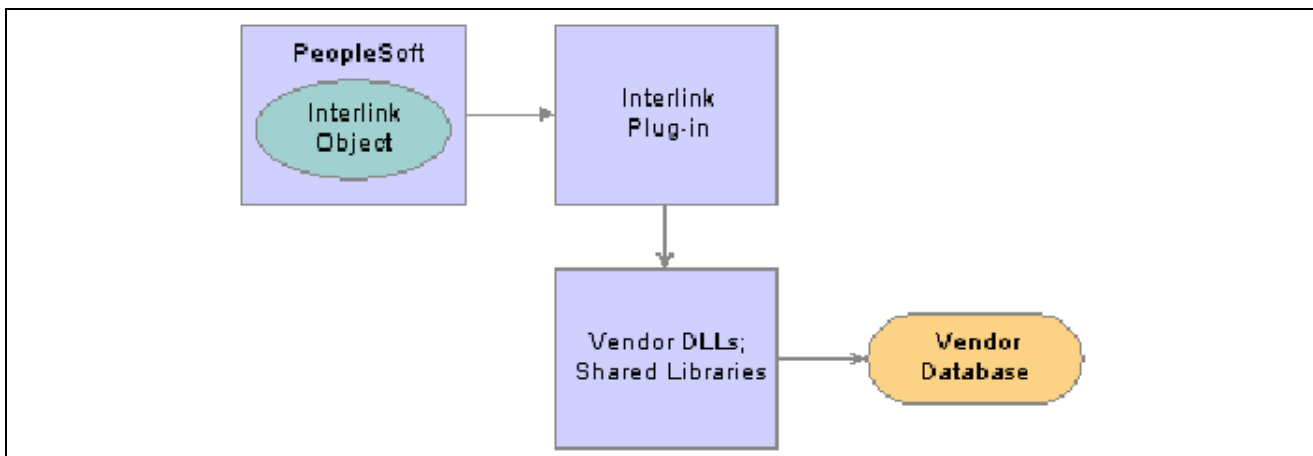 PeopleSoft
Interlink
Object
Interlink
Plug-in
Vendor DLLs;
Shared Libraries
Vendor
Database